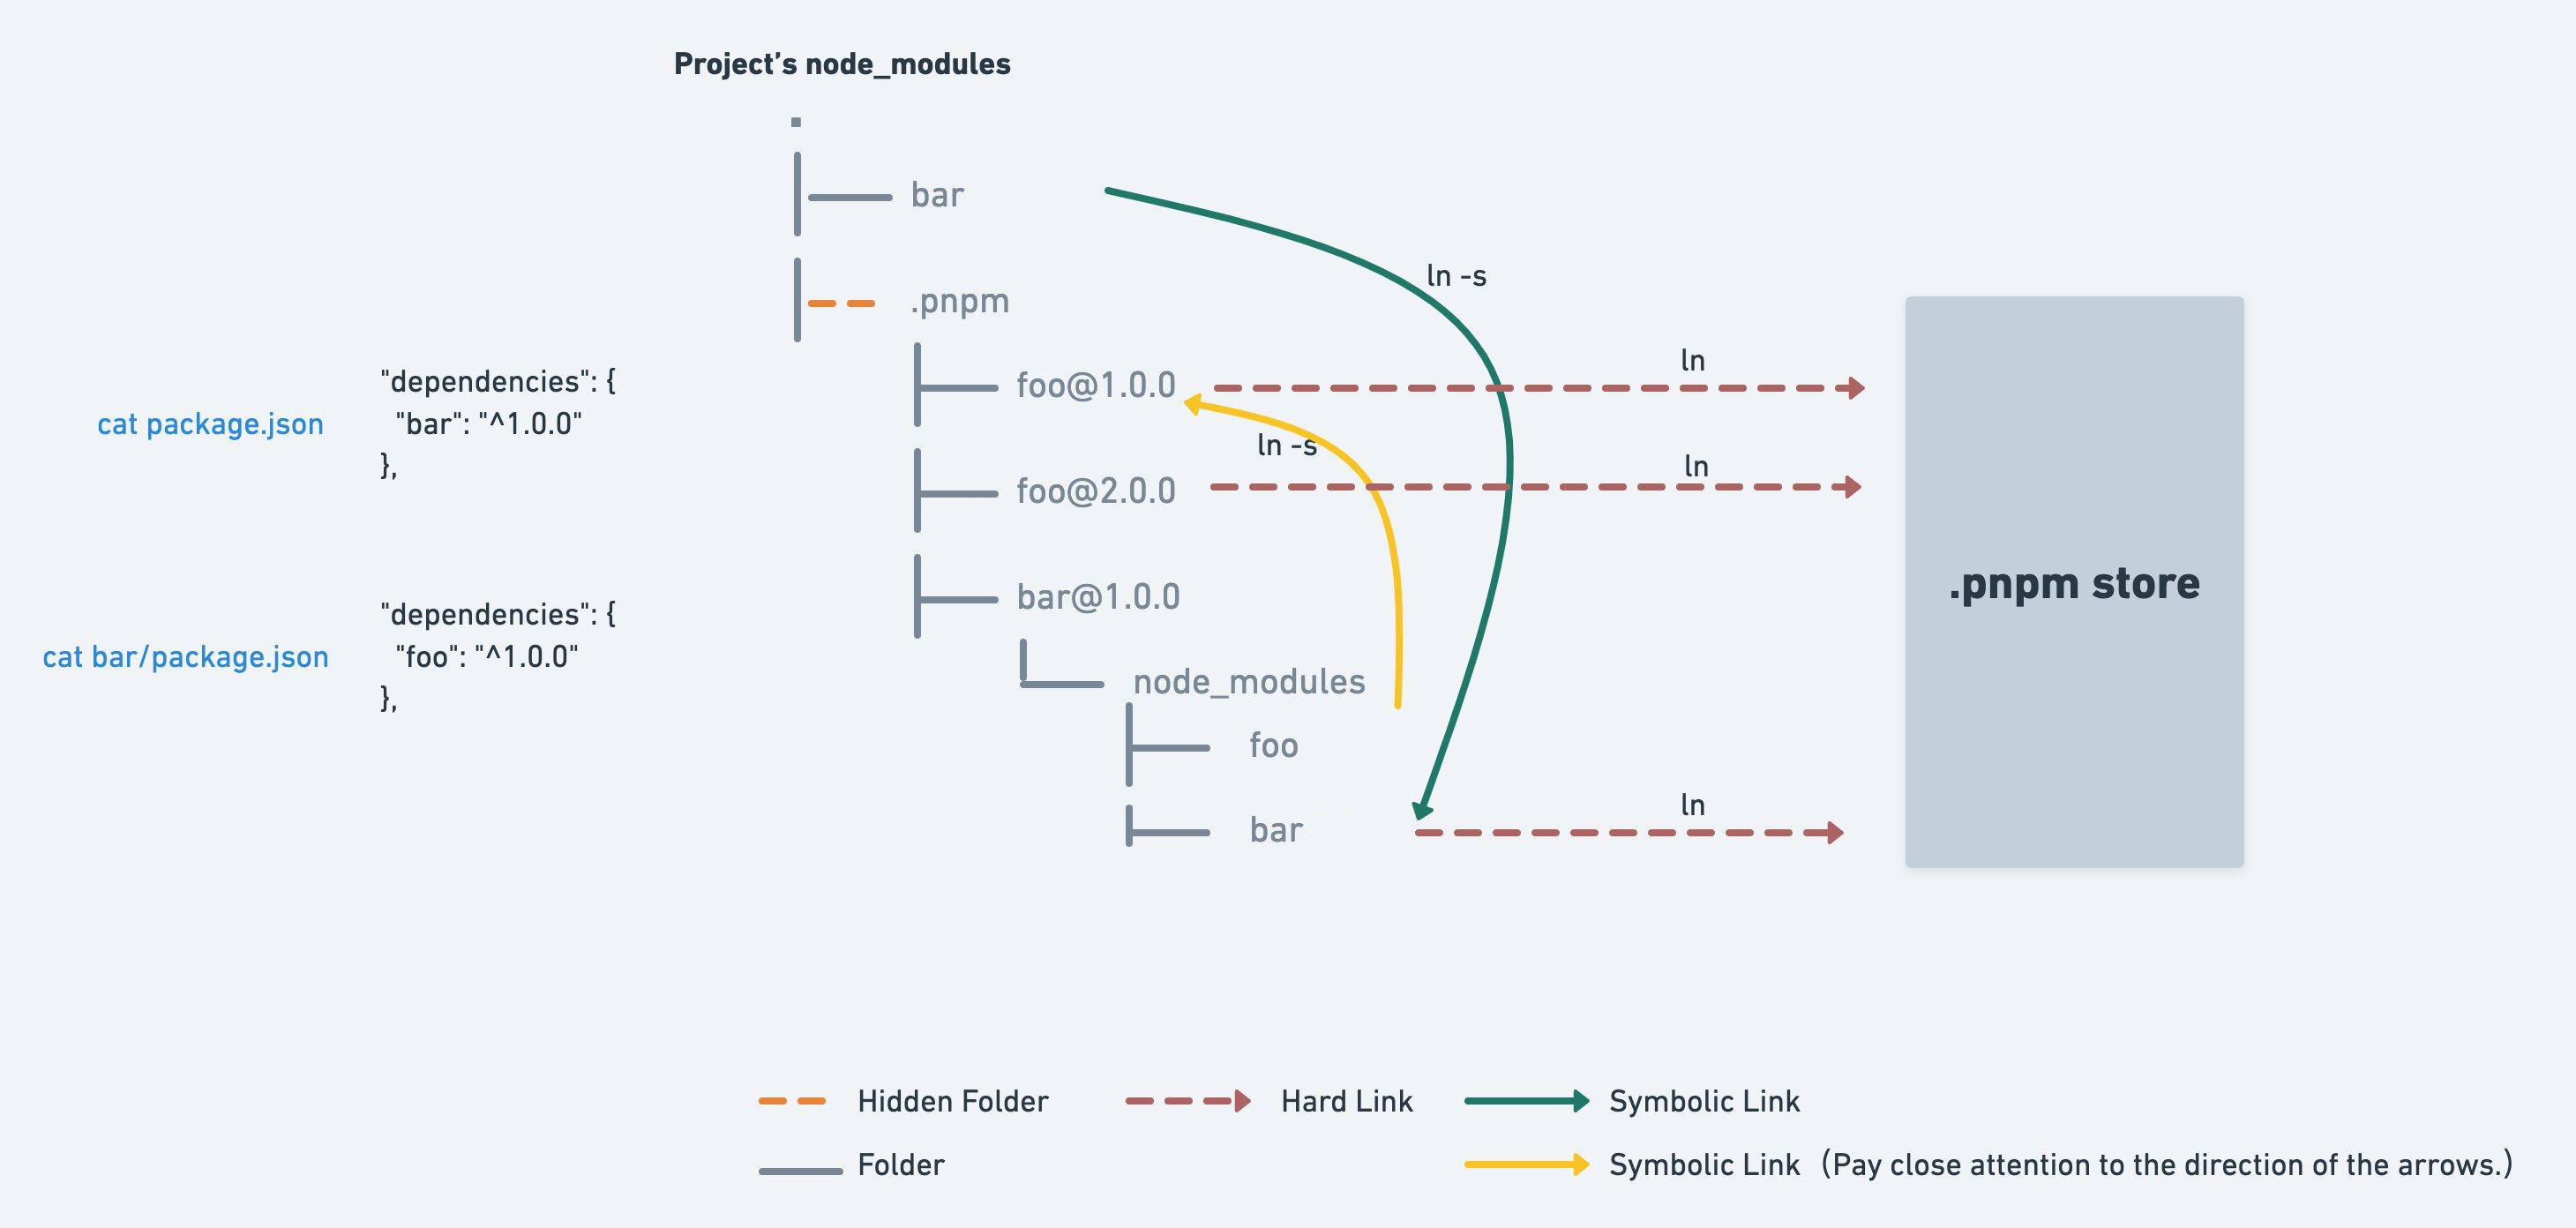 Project’s node_modules
bar
ln -s
.pnpm
ln
"dependencies": {
foo@1.0.0
cat package.json
"bar": "^1.0.0"
ln -s
},
ln
foo@2.0.0
.pnpm store
bar@1.0.0
"dependencies": {
cat bar/package.json
"foo": "^1.0.0"
},
node_modules
foo
ln
bar
Hidden Folder
Hard Link
Symbolic Link
Folder
Symbolic Link（Pay close attention to the direction of the arrows.）